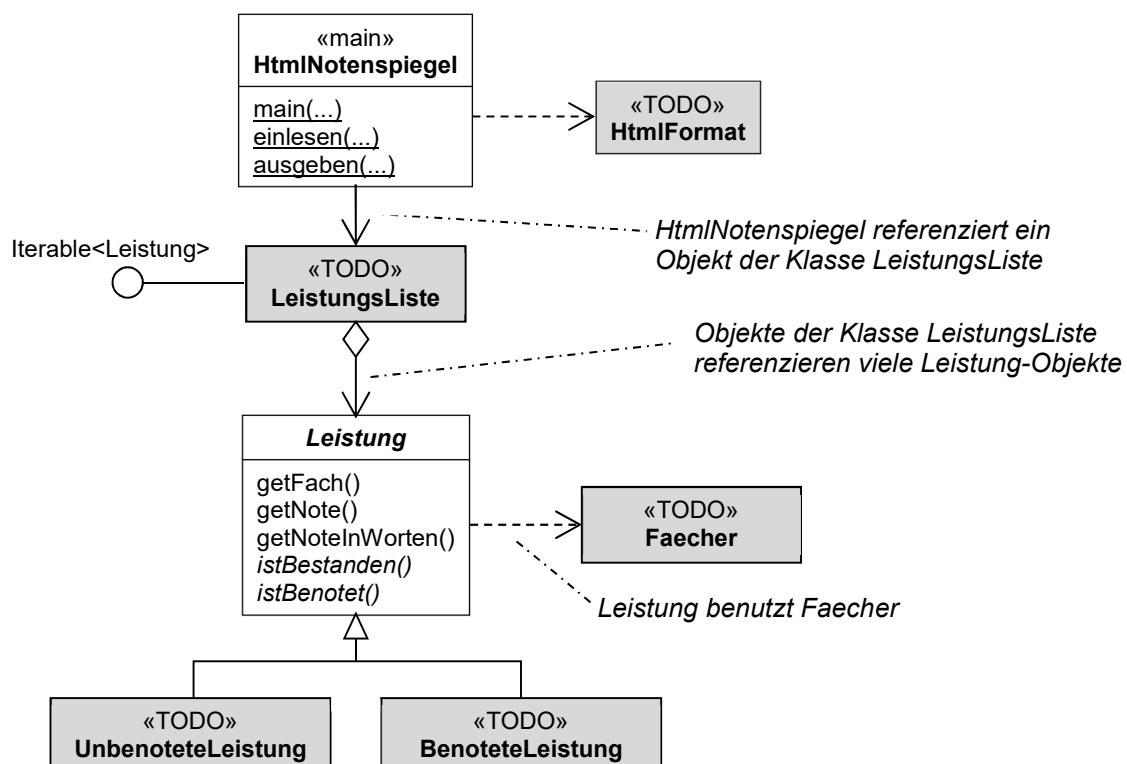 «main»
HtmlNotenspiegel
main(...)
einlesen(...)
ausgeben(...)
«TODO»
HtmlFormat
HtmlNotenspiegel referenziert ein
Objekt der Klasse LeistungsListe
Iterable<Leistung>
«TODO»
LeistungsListe
Objekte der Klasse LeistungsListe
referenzieren viele Leistung-Objekte
Leistung
getFach()
getNote()
getNoteInWorten()
istBestanden()
istBenotet()
«TODO»
Faecher
Leistung benutzt Faecher
«TODO»
UnbenoteteLeistung
«TODO»
BenoteteLeistung